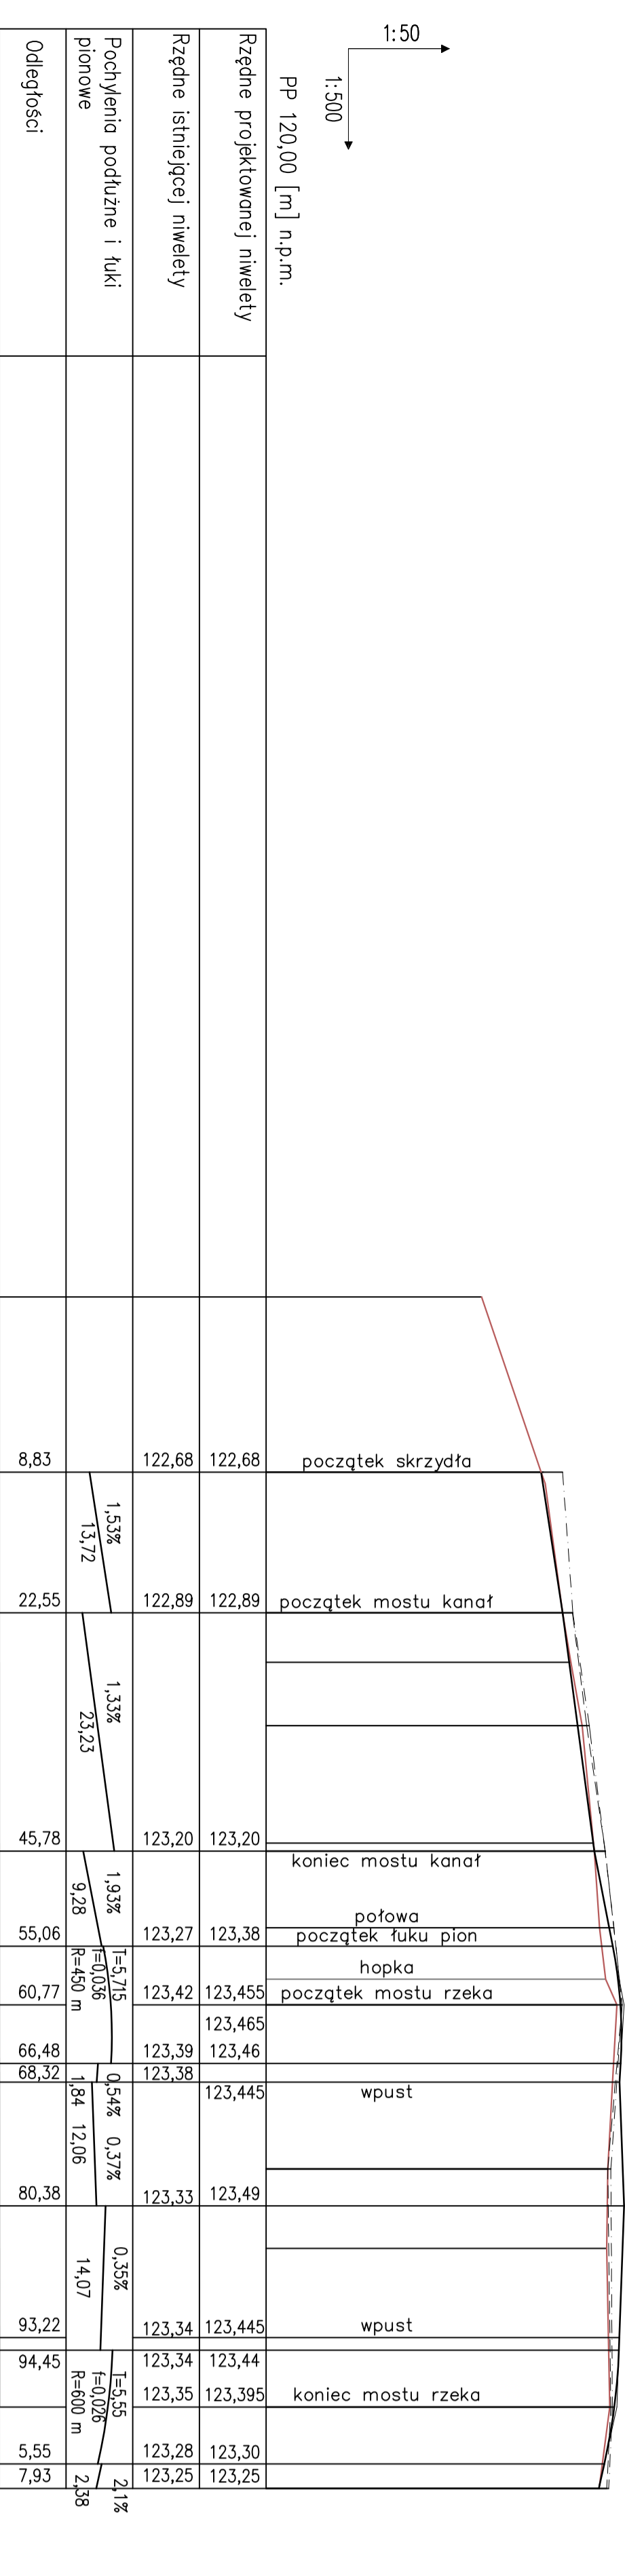 1:50
1:500
PP 120,00 [m] n.p.m.
Rzędne projektowanej niwelety
Rzędne istniejącej niwelety
Pochylenia podłużne i łuki
pionowe
Odległości
8,83
122,68
122,68
początek skrzydła
1,53%
13,72
22,55
122,89
122,89
początek mostu kanał
1,33%
23,23
45,78
123,20
123,20
koniec mostu kanał
1,93%
9,28
połowa
55,06
123,27
123,38
początek łuku pion
T=5,715
f=0,036
R=450 m
hopka
60,77
123,42
123,455
początek mostu rzeka
123,465
66,48
123,39
123,46
68,32
123,38
0,54%
1,84
123,445
wpust
0,37%
12,06
80,38
123,33
123,49
0,35%
14,07
93,22
123,34
123,445
wpust
94,45
123,34
123,44
T=5,55
f=0,026
R=600 m
123,35
123,395
koniec mostu rzeka
5,55
123,28
123,30
7,93
123,25
123,25
2,1%
2,38